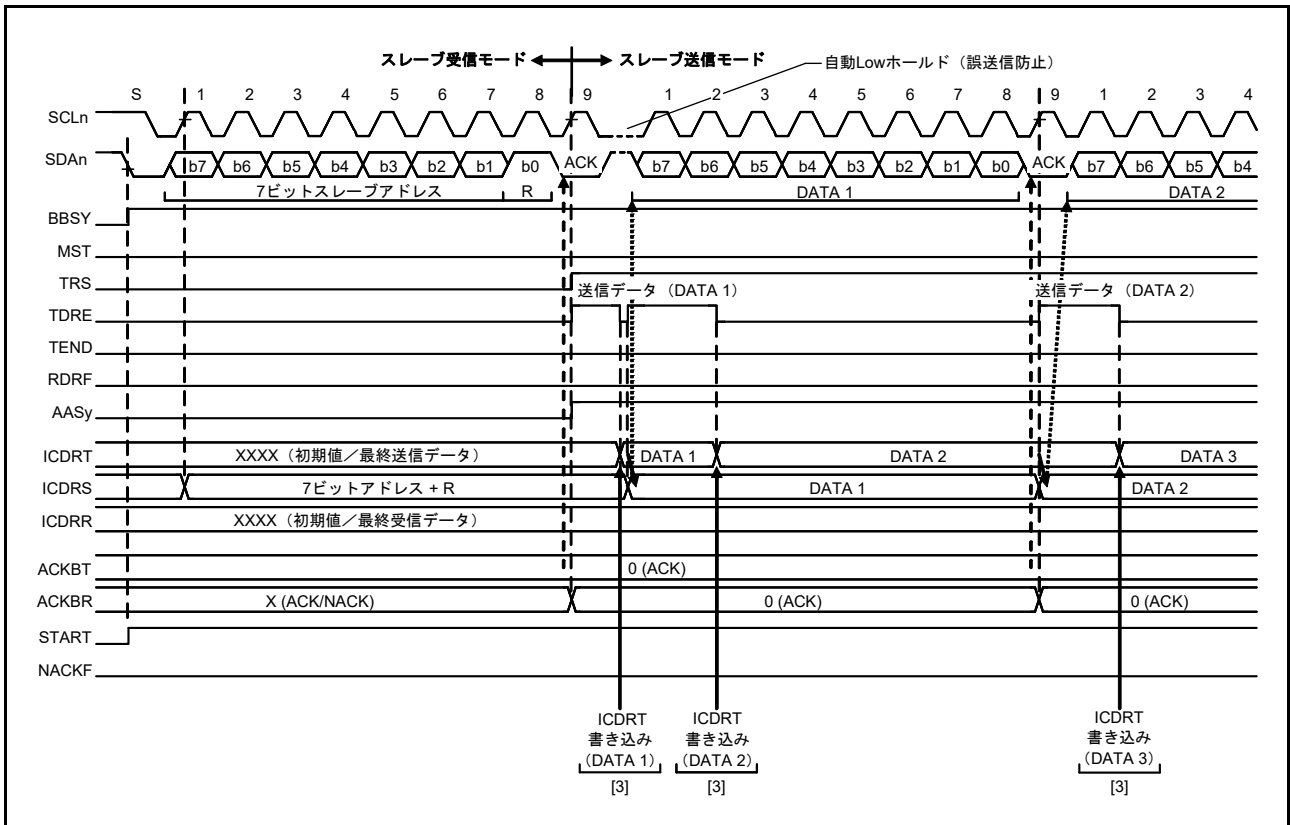 スレーブ受信モード スレーブ送信モード
自動Lowホールド（誤送信防止）
S 1 2 3 4 5 6 7 8 9 1 2 3 4 5 6 7 8 9 1 2 3 4
SCLn
SDAn b7 b6 b5 b4 b3 b2 b1 b0 ACK b7 b6 b5 b4 b3 b2 b1 b0 ACK b7 b6 b5 b4
7ビットスレーブアドレス R DATA 1 DATA 2
BBSY
MST
TRS
送信データ（DATA 1） 送信データ（DATA 2）
TDRE
TEND
RDRF
AASy
ICDRT XXXX（初期値／最終送信データ） DATA 1 DATA 2 DATA 3
ICDRS 7ビットアドレス + R DATA 1 DATA 2
ICDRR XXXX（初期値／最終受信データ）
ACKBT 0 (ACK)
ACKBR X (ACK/NACK) 0 (ACK) 0 (ACK)
START
NACKF
ICDRT ICDRT ICDRT
書き込み 書き込み 書き込み
(DATA 1) (DATA 2) (DATA 3)
[3] [3] [3]